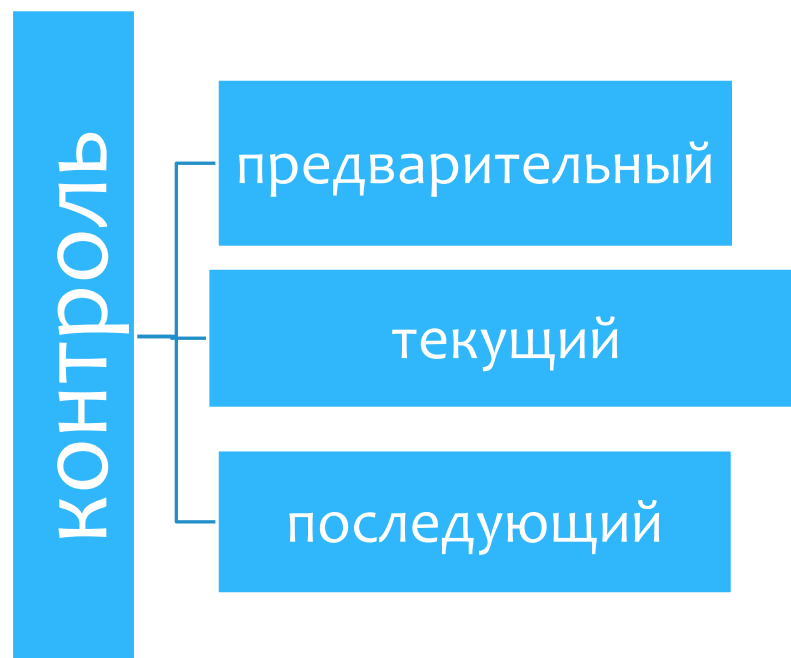 контроль
предварительный
текущий
последующий